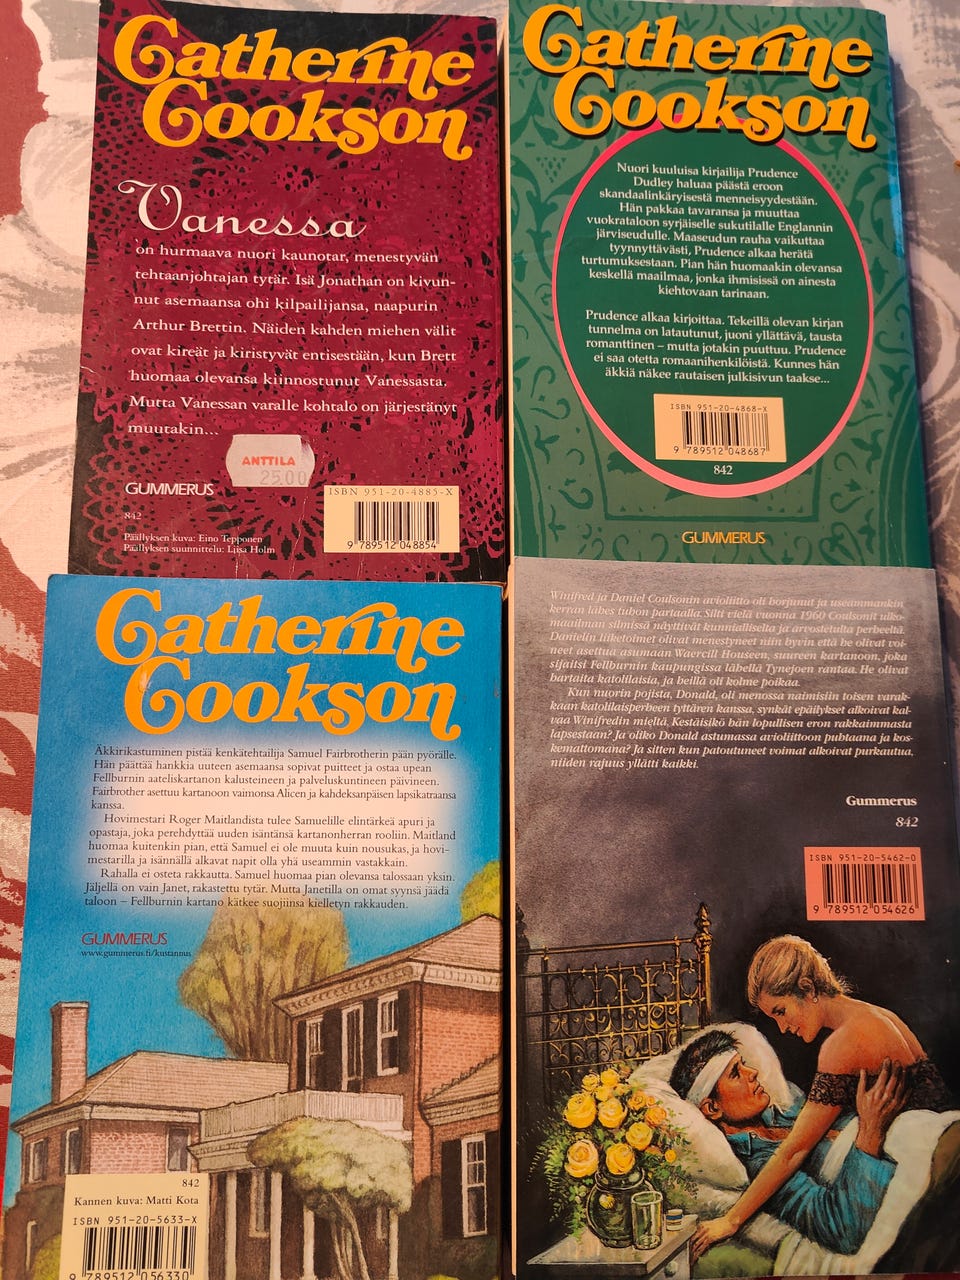 Catherine
Cookson
Vanessa
on hurmaava nuori kaunotar, menestyvän
tehtaanjohtajan tytär. Isä Jonathan on kivun-
nut asemaansa ohi kilpailijansa, naapurin
Arthur Brettin. Näiden kahden miehen välit
ovat kireät ja kiristyvät entisestään, kun Brett
huomaa olevansa kiinnostunut Vanessasta.
Mutta Vanessan varalle kohtalo on järjestänyt
muutakin...
ANTTILA
25.00
GUMMERUS
842
Päällyksen kuva: Eino Tepponen
Päällyksen suunnittelu: Liisa Holm
ISBN 951-20-4885-X
9 789512 048854
Catherine
Cookson
Nuori kuuluisa kirjailija Prudence
Dudley haluaa päästä eroon
skandaalinkäryisestä menneisyydestään.
Hän pakkaa tavaransa ja muuttaa
vuokrataloon syrjäiselle sukutilalle Englannin
järviseudulle. Maaseudun rauha vaikuttaa
tyynnyttävästi, Prudence alkaa herätä
turtumuksestaan. Pian hän huomaakin olevansa
keskellä maailmaa, jonka ihmisissä on ainesta
kiehtovaan tarinaan.
Prudence alkaa kirjoittaa. Tekeillä olevan kirjan
tunnelma on latautunut, juoni yllättävä, tausta
romanttinen – mutta jotakin puuttuu. Prudence
ei saa otetta romaanihenkilöistä. Kunnes hän
äkkiä näkee rautaisen julkisivun taakse...
ISBN 951-20-4868-X
9 789512 048687
842
GUMMERUS
Catherine
Cookson
Äkkirikastuminen pistää kenkätehtailija Samuel Fairbrotherin pään pyörälle.
Hän päättää hankkia uuteen asemaansa sopivat puitteet ja ostaa upean
Fellburnin aateliskartanon kalusteineen ja palveluskuntineen päivineen.
Fairbrother asettuu kartanoon vaimonsa Alicen ja kahdeksanpäisen lapsikatraansa
kanssa.
Hovimestari Roger Maitlandista tulee Samuelille elintärkeä apuri ja
opastaja, joka perehdyttää uuden isäntänsä kartanonherran rooliin. Maitland
huomaa kuitenkin pian, että Samuel ei ole muuta kuin nousukas, ja hovi-
mestarilla ja isännällä alkavat napit olla yhä useammin vastakkain.
Rahalla ei osteta rakkautta. Samuel huomaa pian olevansa talossaan yksin.
Jäljellä on vain Janet, rakastettu tytär. Mutta Janetilla on omat syynsä jäädä
taloon – Fellburnin kartano kätkee suojiinsa kielletyn rakkauden.
GUMMERUS
www.gummerus.fi/kustannus
842
Kannen kuva: Matti Kota
ISBN 951-20-5633-X
9 789512 056330
Winifred ja Daniel Coulsonin avioliitto oli horjunut ja useammankin
kerran lähes tuhon partaalla. Silti vielä vuonna 1960 Coulsonit ulko-
maailman silmissä näyttivät kunnialliselta ja arvostetulta perheeltä.
Danielin liiketoimet olivat menestyneet niin hyvin että he olivat voi-
neet asettua asumaan Waercill Houseen, suureen kartanoon, joka
sijaitsi Fellburnin kaupungissa lähellä Tynejoen rantaa. He olivat
hartaita katolilaisia, ja heillä oli kolme poikaa.
Kun nuorin pojista, Donald, oli menossa naimisiin toisen varak-
kaan katolilaisperheen tyttären kanssa, synkät epäilykset alkoivat kal-
vaa Winifredin mieltä. Kestäisikö hän lopullisen eron rakkaimmasta
lapsestaan? Ja oliko Donald astumassa avioliittoon puhtaana ja kos-
kemattomana? Ja sitten kun patoutuneet voimat alkoivat purkautua,
niiden rajuus yllätti kaikki.
Gummerus
842
ISBN 951-20-5462-0
9 789512 054626